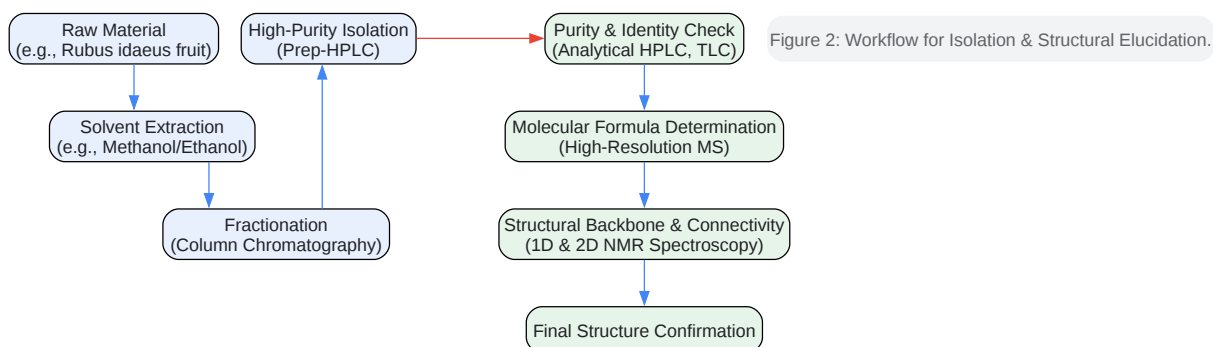 Raw Material
(e.g., Rubus idaeus fruit)
Solvent Extraction
(e.g., Methanol/Ethanol)
Fractionation
(Column Chromatography)
High-Purity Isolation
(Prep-HPLC)
Purity & Identity Check
(Analytical HPLC, TLC)
Molecular Formula Determination
(High-Resolution MS)
Structural Backbone & Connectivity
(1D & 2D NMR Spectroscopy)
Final Structure Confirmation
Figure 2: Workflow for Isolation & Structural Elucidation.